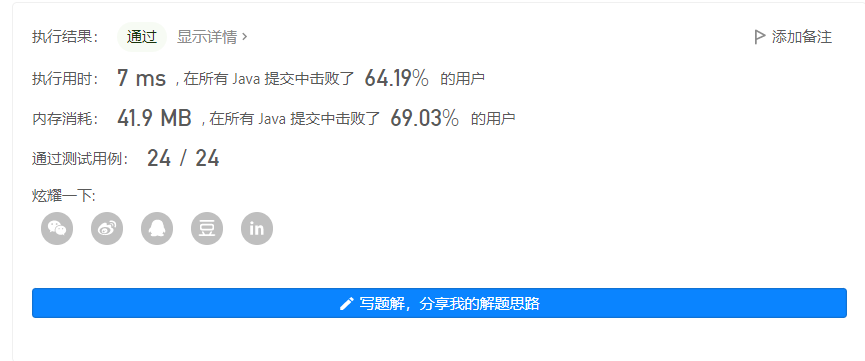 执行结果： 通过 显示详情 › 添加备注
执行用时： 7 ms , 在所有 Java 提交中击败了 64.19% 的用户
内存消耗： 41.9 MB , 在所有 Java 提交中击败了 69.03% 的用户
通过测试用例： 24 / 24
炫耀一下:
豆 in
写题解，分享我的解题思路